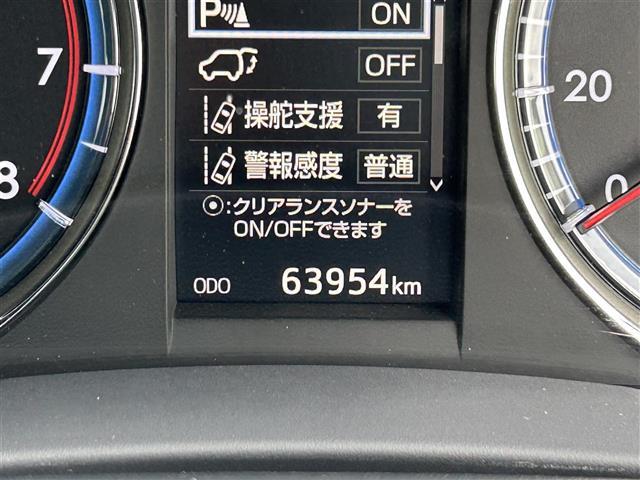 P ON
OFF
操舵支援 有
警報感度 普通
⦿:クリアランスソナーを
ON/OFFできます
ODO 63954km
7
8
20
0